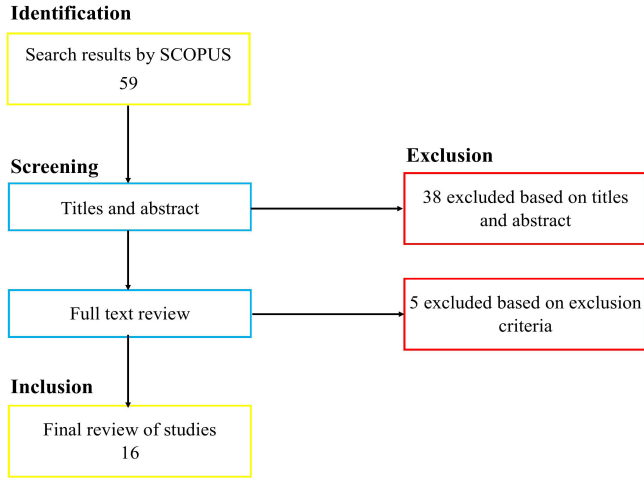 Identification
Search results by SCOPUS
59
Screening
Titles and abstract
Exclusion
38 excluded based on titles
and abstract
Full text review
5 excluded based on exclusion
criteria
Inclusion
Final review of studies
16